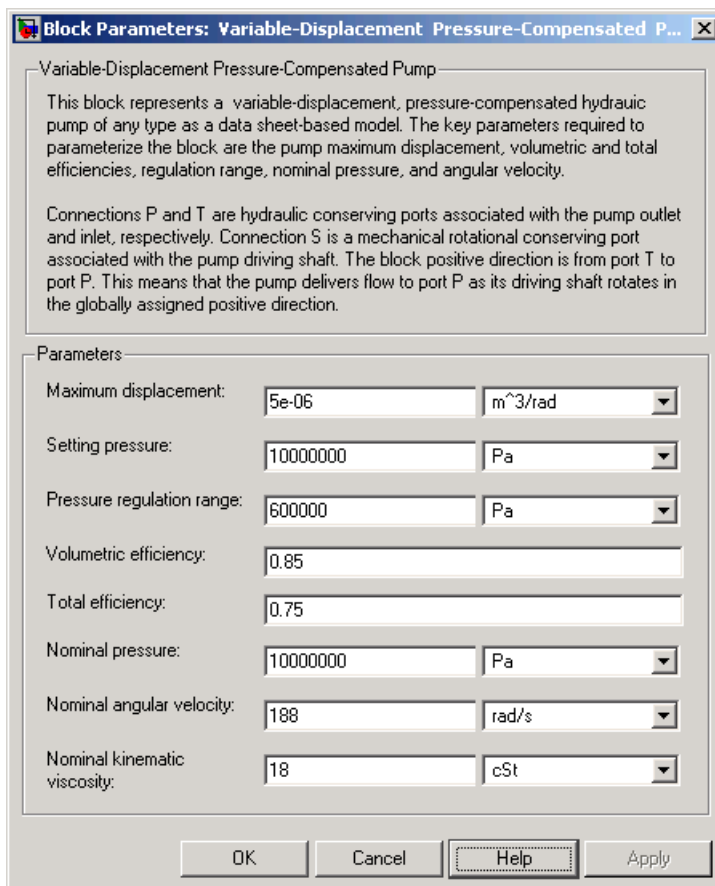 Block Parameters: Variable-Displacement Pressure-Compensated P...
Variable-Displacement Pressure-Compensated Pump
This block represents a variable-displacement, pressure-compensated hydrauic
pump of any type as a data sheet-based model. The key parameters required to
parameterize the block are the pump maximum displacement, volumetric and total
efficiencies, regulation range, nominal pressure, and angular velocity.
Connections P and T are hydraulic conserving ports associated with the pump outlet
and inlet, respectively. Connection S is a mechanical rotational conserving port
associated with the pump driving shaft. The block positive direction is from port T to
port P. This means that the pump delivers flow to port P as its driving shaft rotates in
the globally assigned positive direction.
Parameters
Maximum displacement: 5e-06 m^3/rad
Setting pressure: 10000000 Pa
Pressure regulation range: 600000 Pa
Volumetric efficiency: 0.85
Total efficiency: 0.75
Nominal pressure: 10000000 Pa
Nominal angular velocity: 188 rad/s
Nominal kinematic
viscosity: 18 cSt
OK Cancel Help Apply